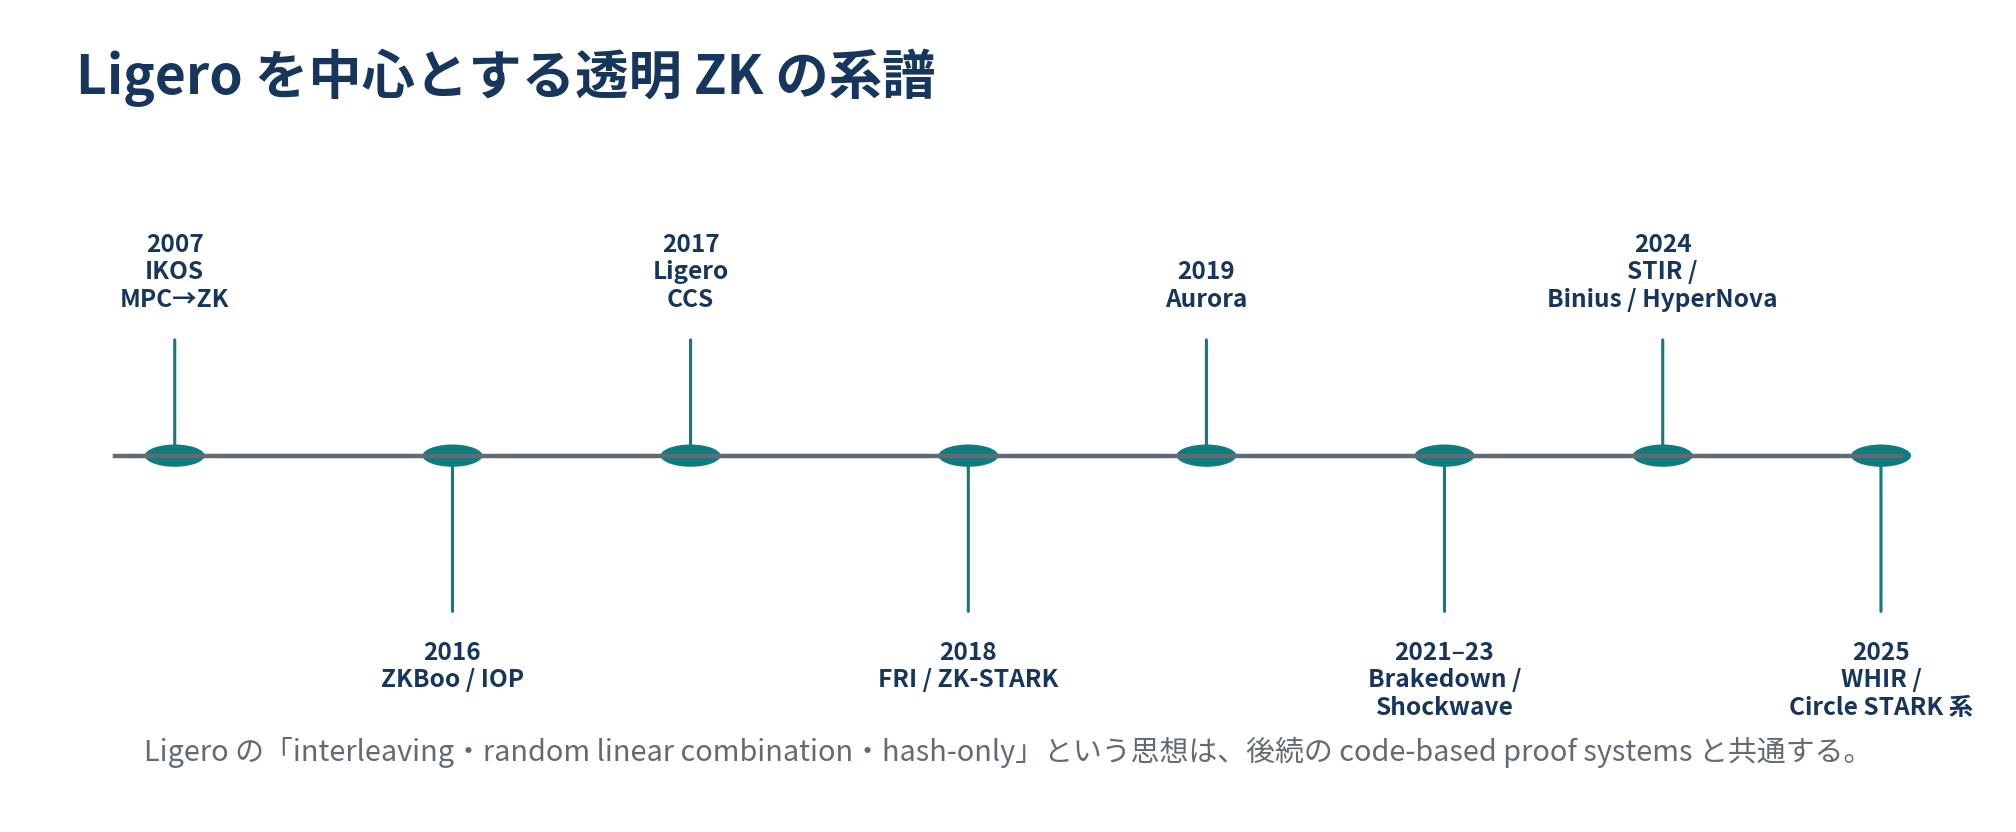 Ligero を中心とする透明 ZK の系譜
2007
IKOS
MPC→ZK
2016
ZKBoo / IOP
2017
Ligero
CCS
2018
FRI / ZK-STARK
2019
Aurora
2021–23
Brakedown /
Shockwave
2024
STIR /
Binius / HyperNova
2025
WHIR /
Circle STARK 系
Ligero の「interleaving・random linear combination・hash-only」という思想は、後続の code-based proof systems と共通する。